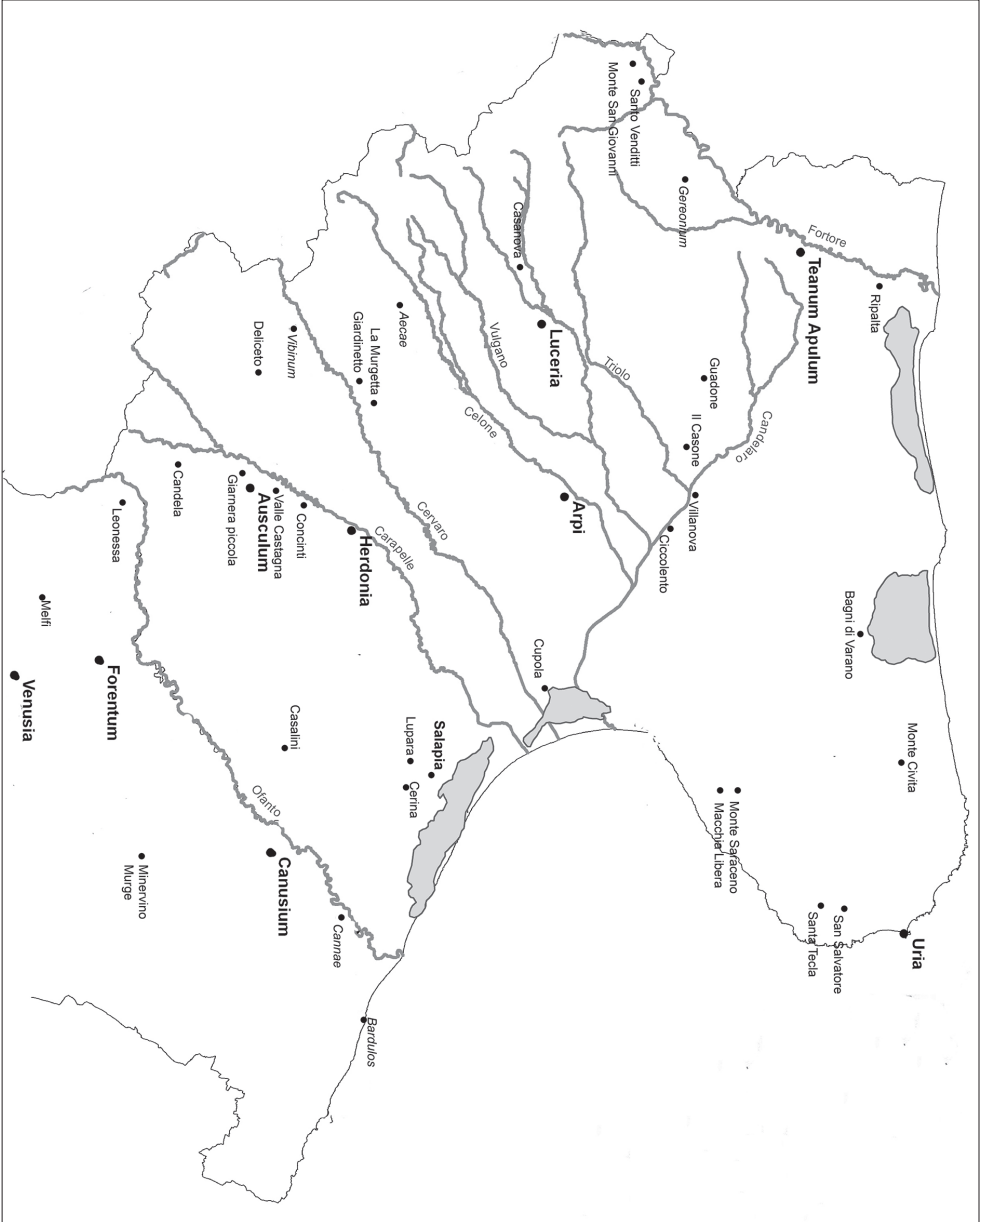 Monte San Giovanni
Santo Venditti
Gereonium
Fortore
Teanum Apulum
Ripalta
Casanova
Luceria
Vulgano
Triolo
Guadone
Il Casone
Candelaro
Villanova
Ciccolento
Aecae
La Murgetta
Giardinetto
Vibinum
Deliceto
Celone
Arpi
Cervaro
Carapelle
Herdonia
Concinti
Valle Castagna
Ausculum
Giarnera piccola
Candela
Leonessa
Melfi
Forentum
Venusia
Bagni di Varano
Cupola
Monte Civita
Salapia
Lupara
Cerina
Casalini
Ofanto
Monte Saraceno
Macchia Libera
Canusium
Minervino
Murge
Cannae
Uria
San Salvatore
Santa Tecla
Bardulos